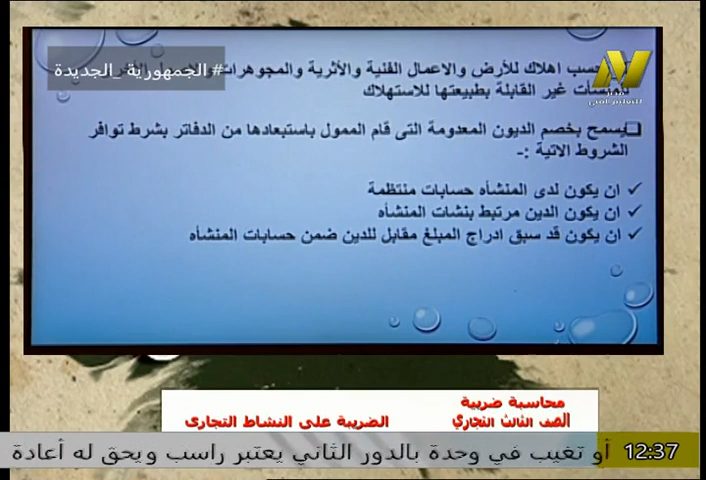 #الجمهورية_الجديدة
حسب اهلاك للأرض والاعمال الفنية والأثرية والمجوهرات
للمنشات غير القابلة بطبيعتها للاستهلاك
يسمح بخصم الديون المعدومة التى قام الممول باستبعادها من الدفاتر بشرط توافر
الشروط الاتية :-
✓ ان يكون لدى المنشأه حسابات منتظمة
✓ ان يكون الدين مرتبط بنشات المنشأه
✓ ان يكون قد سبق ادراج المبلغ مقابل للدين ضمن حسابات المنشأه
محاسبة ضريبة
الصف الثالث التجاري
الضريبة على النشاط التجارى
12:37 أو تغيب في وحدة بالدور الثاني يعتبر راسب ويحق له أعادة